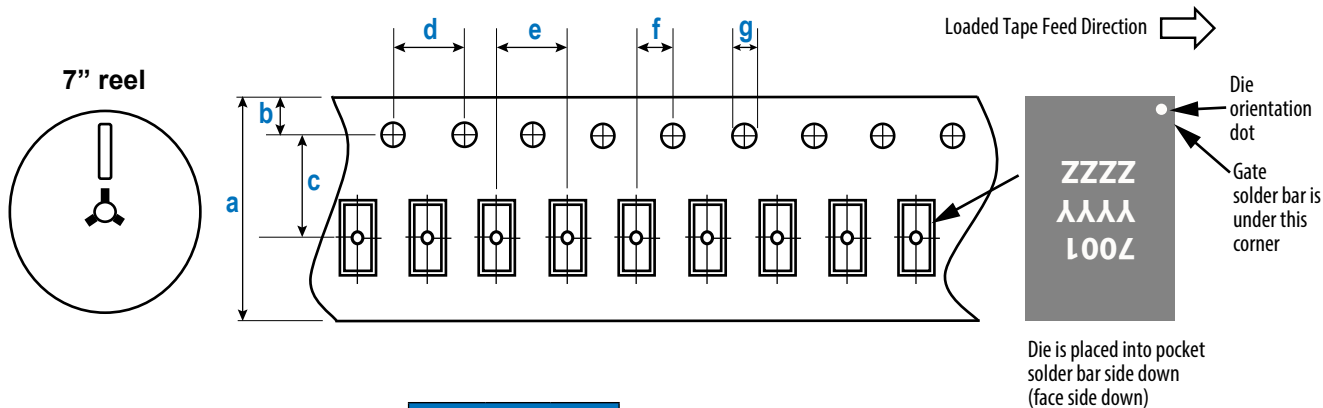 7" reel
a
b
c
d
e
f
g
Loaded Tape Feed Direction
Die
orientation
dot
Gate
solder bar is
under this
corner
7001
YYYY
ZZZZ
Die is placed into pocket
solder bar side down
(face side down)